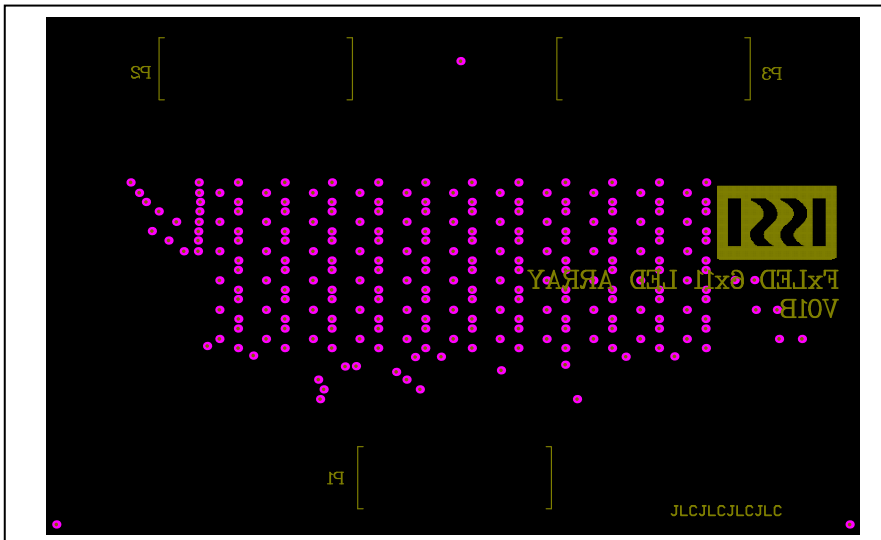 P2
P3
ISSI
FxLED 6x11 LED ARRAY
V01B
P1
JLCJLCJLCJLC